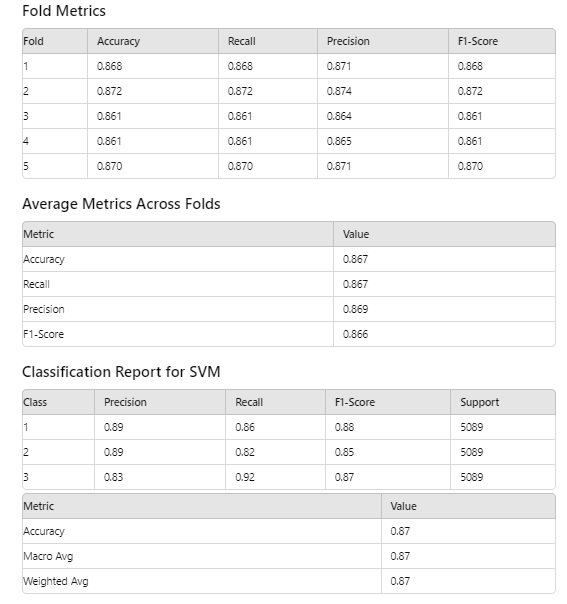 Fold Metrics
Fold Accuracy Recall Precision F1-Score
1 0.868 0.868 0.871 0.868
2 0.872 0.872 0.874 0.872
3 0.861 0.861 0.864 0.861
4 0.861 0.861 0.865 0.861
5 0.870 0.870 0.871 0.870
Average Metrics Across Folds
Metric Value
Accuracy 0.867
Recall 0.867
Precision 0.869
F1-Score 0.866
Classification Report for SVM
Class Precision Recall F1-Score Support
1 0.89 0.86 0.88 5089
2 0.89 0.82 0.85 5089
3 0.83 0.92 0.87 5089
Metric Value
Accuracy 0.87
Macro Avg 0.87
Weighted Avg 0.87